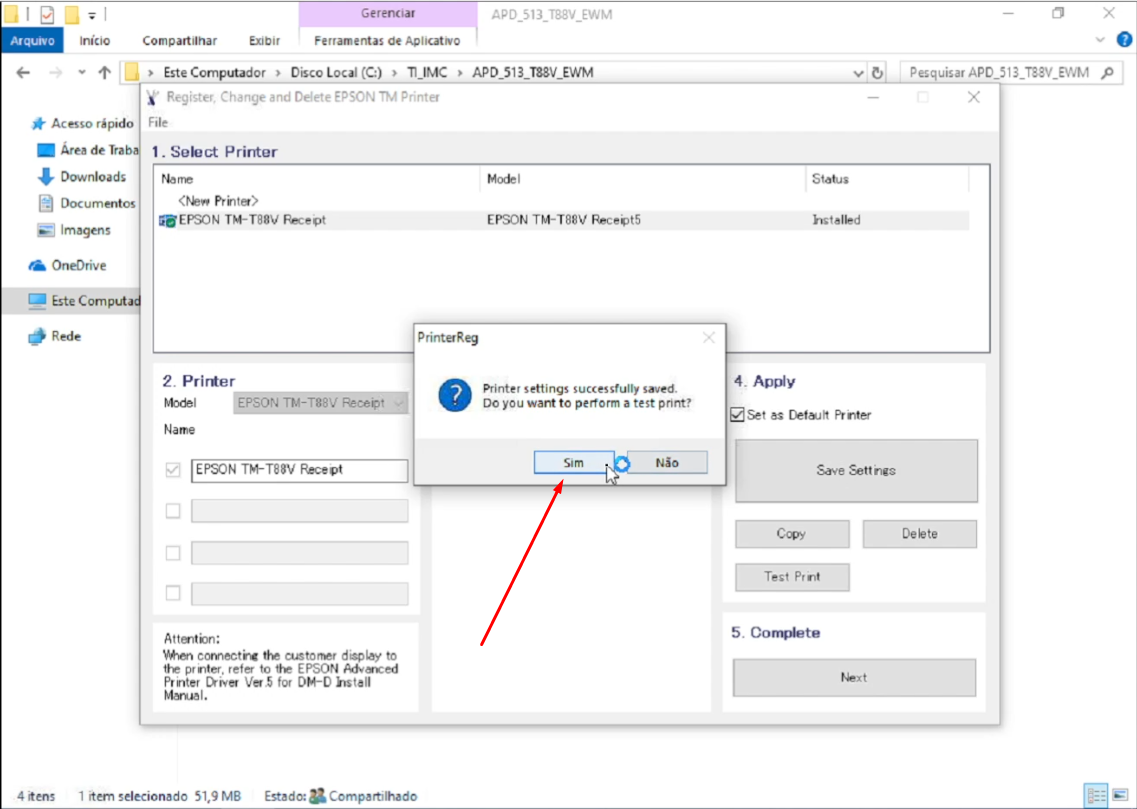 Gerenciar
APD_513_T88V_EWM
Arquivo
Início
Compartilhar
Exibir
Ferramentas de Aplicativo
Este Computador > Disco Local (C:) > TI_IMC > APD_513_T88V_EWM
Pesquisar APD_513_T88V_EWM
Acesso rápido
Área de Traba
Downloads
Documentos
Imagens
OneDrive
Este Computad
Rede
Register, Change and Delete EPSON TM Printer
File
1. Select Printer
Name
Model
Status
<New Printer>
EPSON TM-T88V Receipt
EPSON TM-T88V Receipt5
Installed
PrinterReg
Printer settings successfully saved.
Do you want to perform a test print?
Sim
Não
2. Printer
Model
EPSON TM-T88V Receipt
Name
EPSON TM-T88V Receipt
Attention:
When connecting the customer display to
the printer, refer to the EPSON Advanced
Printer Driver Ver.5 for DM-D Install
Manual.
4. Apply
Set as Default Printer
Save Settings
Copy
Delete
Test Print
5. Complete
Next
4 itens
1 item selecionado 51,9 MB
Estado: Compartilhado